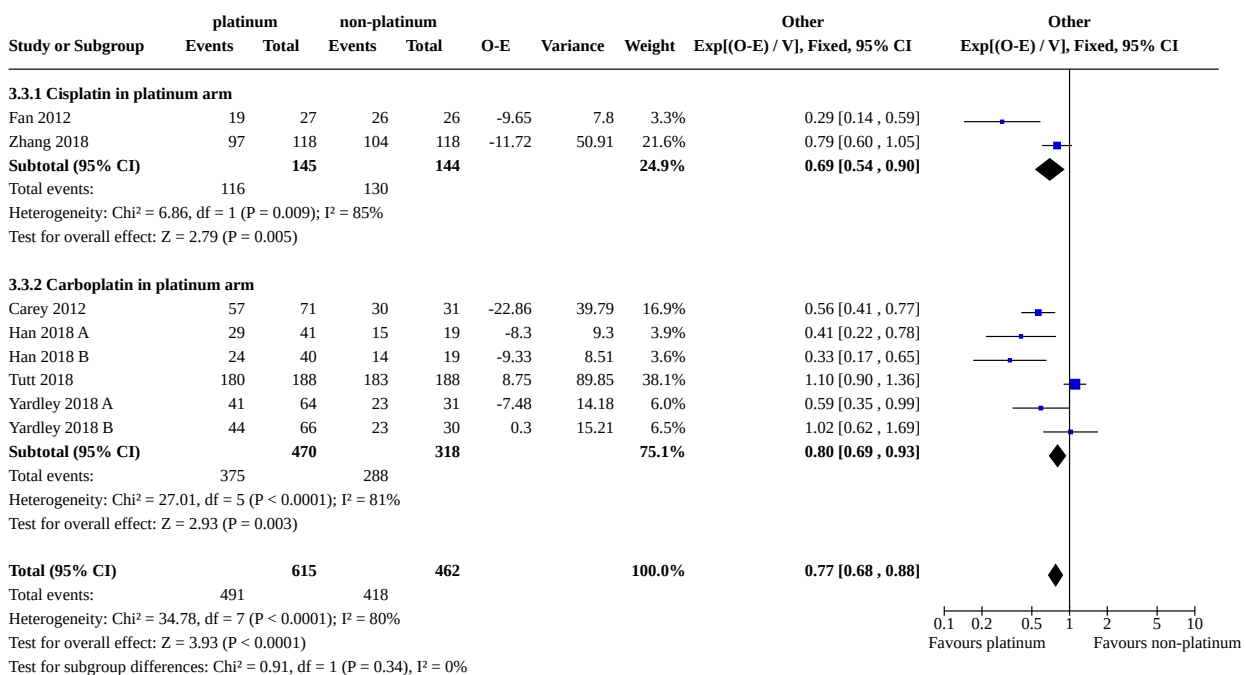 platinum non-platinum Other Other
Study or Subgroup Events Total Events Total O-E Variance Weight Exp[(O-E) / V], Fixed, 95% CI Exp[(O-E) / V], Fixed, 95% CI
3.3.1 Cisplatin in platinum arm
Fan 2012 19 27 26 26 -9.65 7.8 3.3% 0.29 [0.14 , 0.59]
Zhang 2018 97 118 104 118 -11.72 50.91 21.6% 0.79 [0.60 , 1.05]
Subtotal (95% CI) 145 144 24.9% 0.69 [0.54 , 0.90]
Total events: 116 130
Heterogeneity: Chi² = 6.86, df = 1 (P = 0.009); I² = 85%
Test for overall effect: Z = 2.79 (P = 0.005)
3.3.2 Carboplatin in platinum arm
Carey 2012 57 71 30 31 -22.86 39.79 16.9% 0.56 [0.41 , 0.77]
Han 2018 A 29 41 15 19 -8.3 9.3 3.9% 0.41 [0.22 , 0.78]
Han 2018 B 24 40 14 19 -9.33 8.51 3.6% 0.33 [0.17 , 0.65]
Tutt 2018 180 188 183 188 8.75 89.85 38.1% 1.10 [0.90 , 1.36]
Yardley 2018 A 41 64 23 31 -7.48 14.18 6.0% 0.59 [0.35 , 0.99]
Yardley 2018 B 44 66 23 30 0.3 15.21 6.5% 1.02 [0.62 , 1.69]
Subtotal (95% CI) 470 318 75.1% 0.80 [0.69 , 0.93]
Total events: 375 288
Heterogeneity: Chi² = 27.01, df = 5 (P < 0.0001); I² = 81%
Test for overall effect: Z = 2.93 (P = 0.003)
Total (95% CI) 615 462 100.0% 0.77 [0.68 , 0.88]
Total events: 491 418
Heterogeneity: Chi² = 34.78, df = 7 (P < 0.0001); I² = 80%
0.1 0.2 0.5 1 2 5 10
Test for overall effect: Z = 3.93 (P < 0.0001) Favours platinum Favours non-platinum
Test for subgroup differences: Chi² = 0.91, df = 1 (P = 0.34), I² = 0%